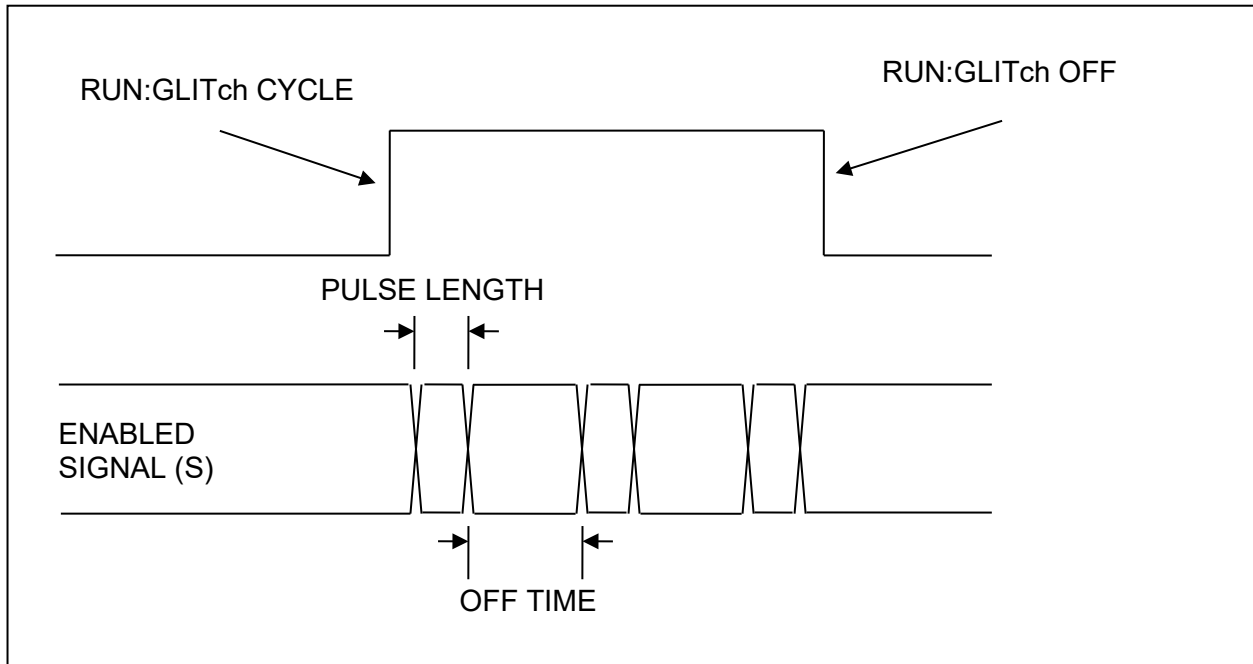 RUN:GLITch CYCLE
RUN:GLITch OFF
PULSE LENGTH
ENABLED
SIGNAL (S)
OFF TIME